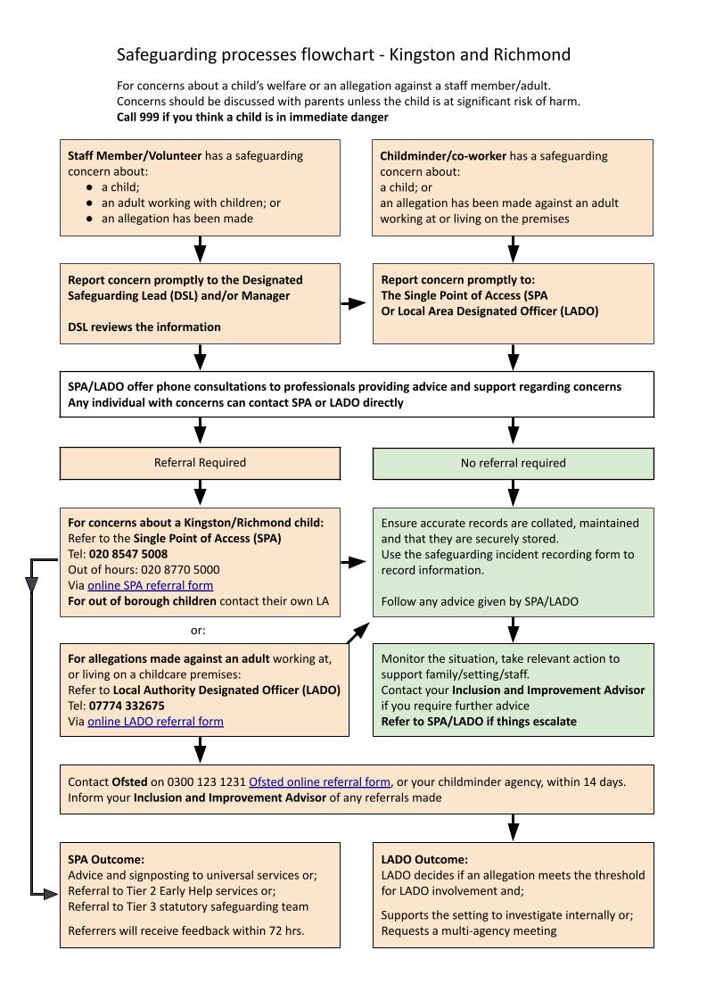 Safeguarding processes flowchart - Kingston and Richmond
For concerns about a child’s welfare or an allegation against a staff member/adult.
Concerns should be discussed with parents unless the child is at significant risk of harm.
Call 999 if you think a child is in immediate danger
Staff Member/Volunteer has a safeguarding
concern about:
● a child;
● an adult working with children; or
● an allegation has been made
Childminder/co-worker has a safeguarding
concern about:
a child; or
an allegation has been made against an adult
working at or living on the premises
Report concern promptly to the Designated
Safeguarding Lead (DSL) and/or Manager
DSL reviews the information
Report concern promptly to:
The Single Point of Access (SPA
Or Local Area Designated Officer (LADO)
SPA/LADO offer phone consultations to professionals providing advice and support regarding concerns
Any individual with concerns can contact SPA or LADO directly
Referral Required
No referral required
For concerns about a Kingston/Richmond child:
Refer to the Single Point of Access (SPA)
Tel: 020 8547 5008
Out of hours: 020 8770 5000
Via online SPA referral form
For out of borough children contact their own LA
Ensure accurate records are collated, maintained
and that they are securely stored.
Use the safeguarding incident recording form to
record information.
Follow any advice given by SPA/LADO
or:
For allegations made against an adult working at,
or living on a childcare premises:
Refer to Local Authority Designated Officer (LADO)
Tel: 07774 332675
Via online LADO referral form
Monitor the situation, take relevant action to
support family/setting/staff.
Contact your Inclusion and Improvement Advisor
if you require further advice
Refer to SPA/LADO if things escalate
Contact Ofsted on 0300 123 1231 Ofsted online referral form, or your childminder agency, within 14 days.
Inform your Inclusion and Improvement Advisor of any referrals made
SPA Outcome:
Advice and signposting to universal services or;
Referral to Tier 2 Early Help services or;
Referral to Tier 3 statutory safeguarding team
Referrers will receive feedback within 72 hrs.
LADO Outcome:
LADO decides if an allegation meets the threshold
for LADO involvement and;
Supports the setting to investigate internally or;
Requests a multi-agency meeting